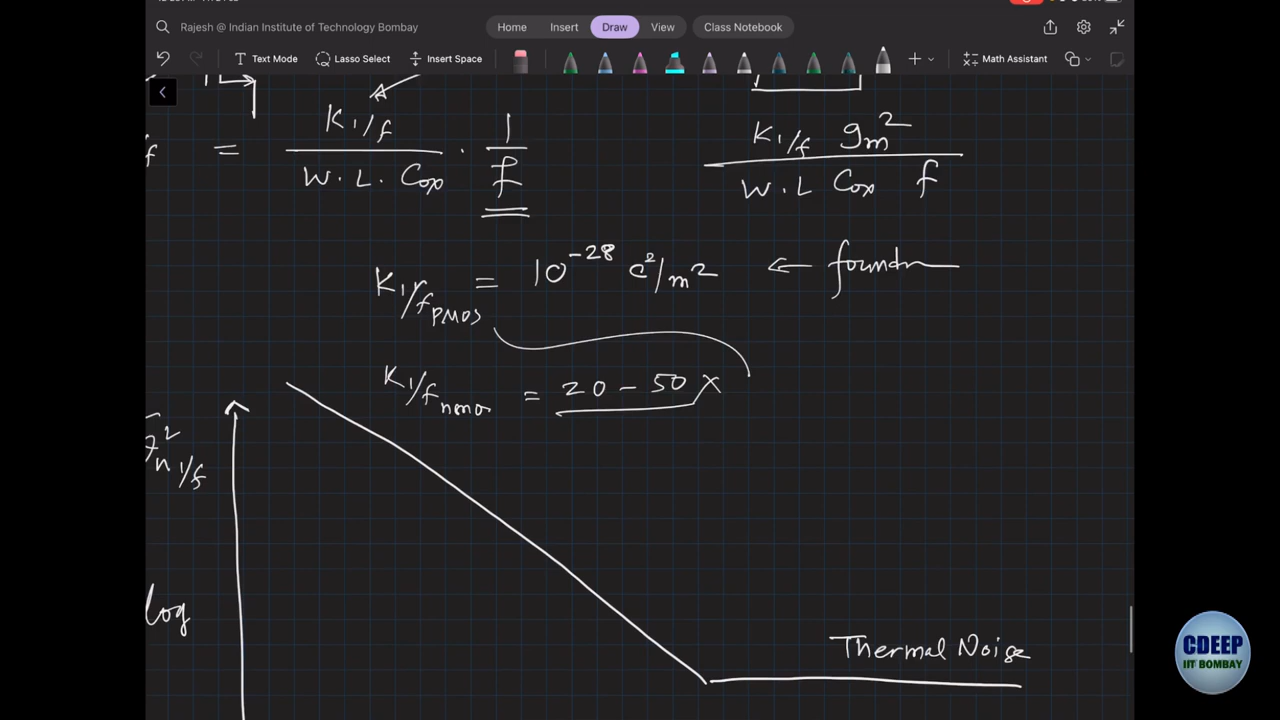 Rajesh @ Indian Institute of Technology Bombay
Home Insert Draw View Class Notebook
Text Mode Lasso Select Insert Space Math Assistant
f = K1/f / W.L.Cox . 1/f
K1/f gm² / W.L Cox f
K1/f PMOS = 10⁻²⁸ C²/m² ←
K1/f nmos = 20 - 50 X
n 1/f
log
Thermal Noise
CDEEP
IIT BOMBAY